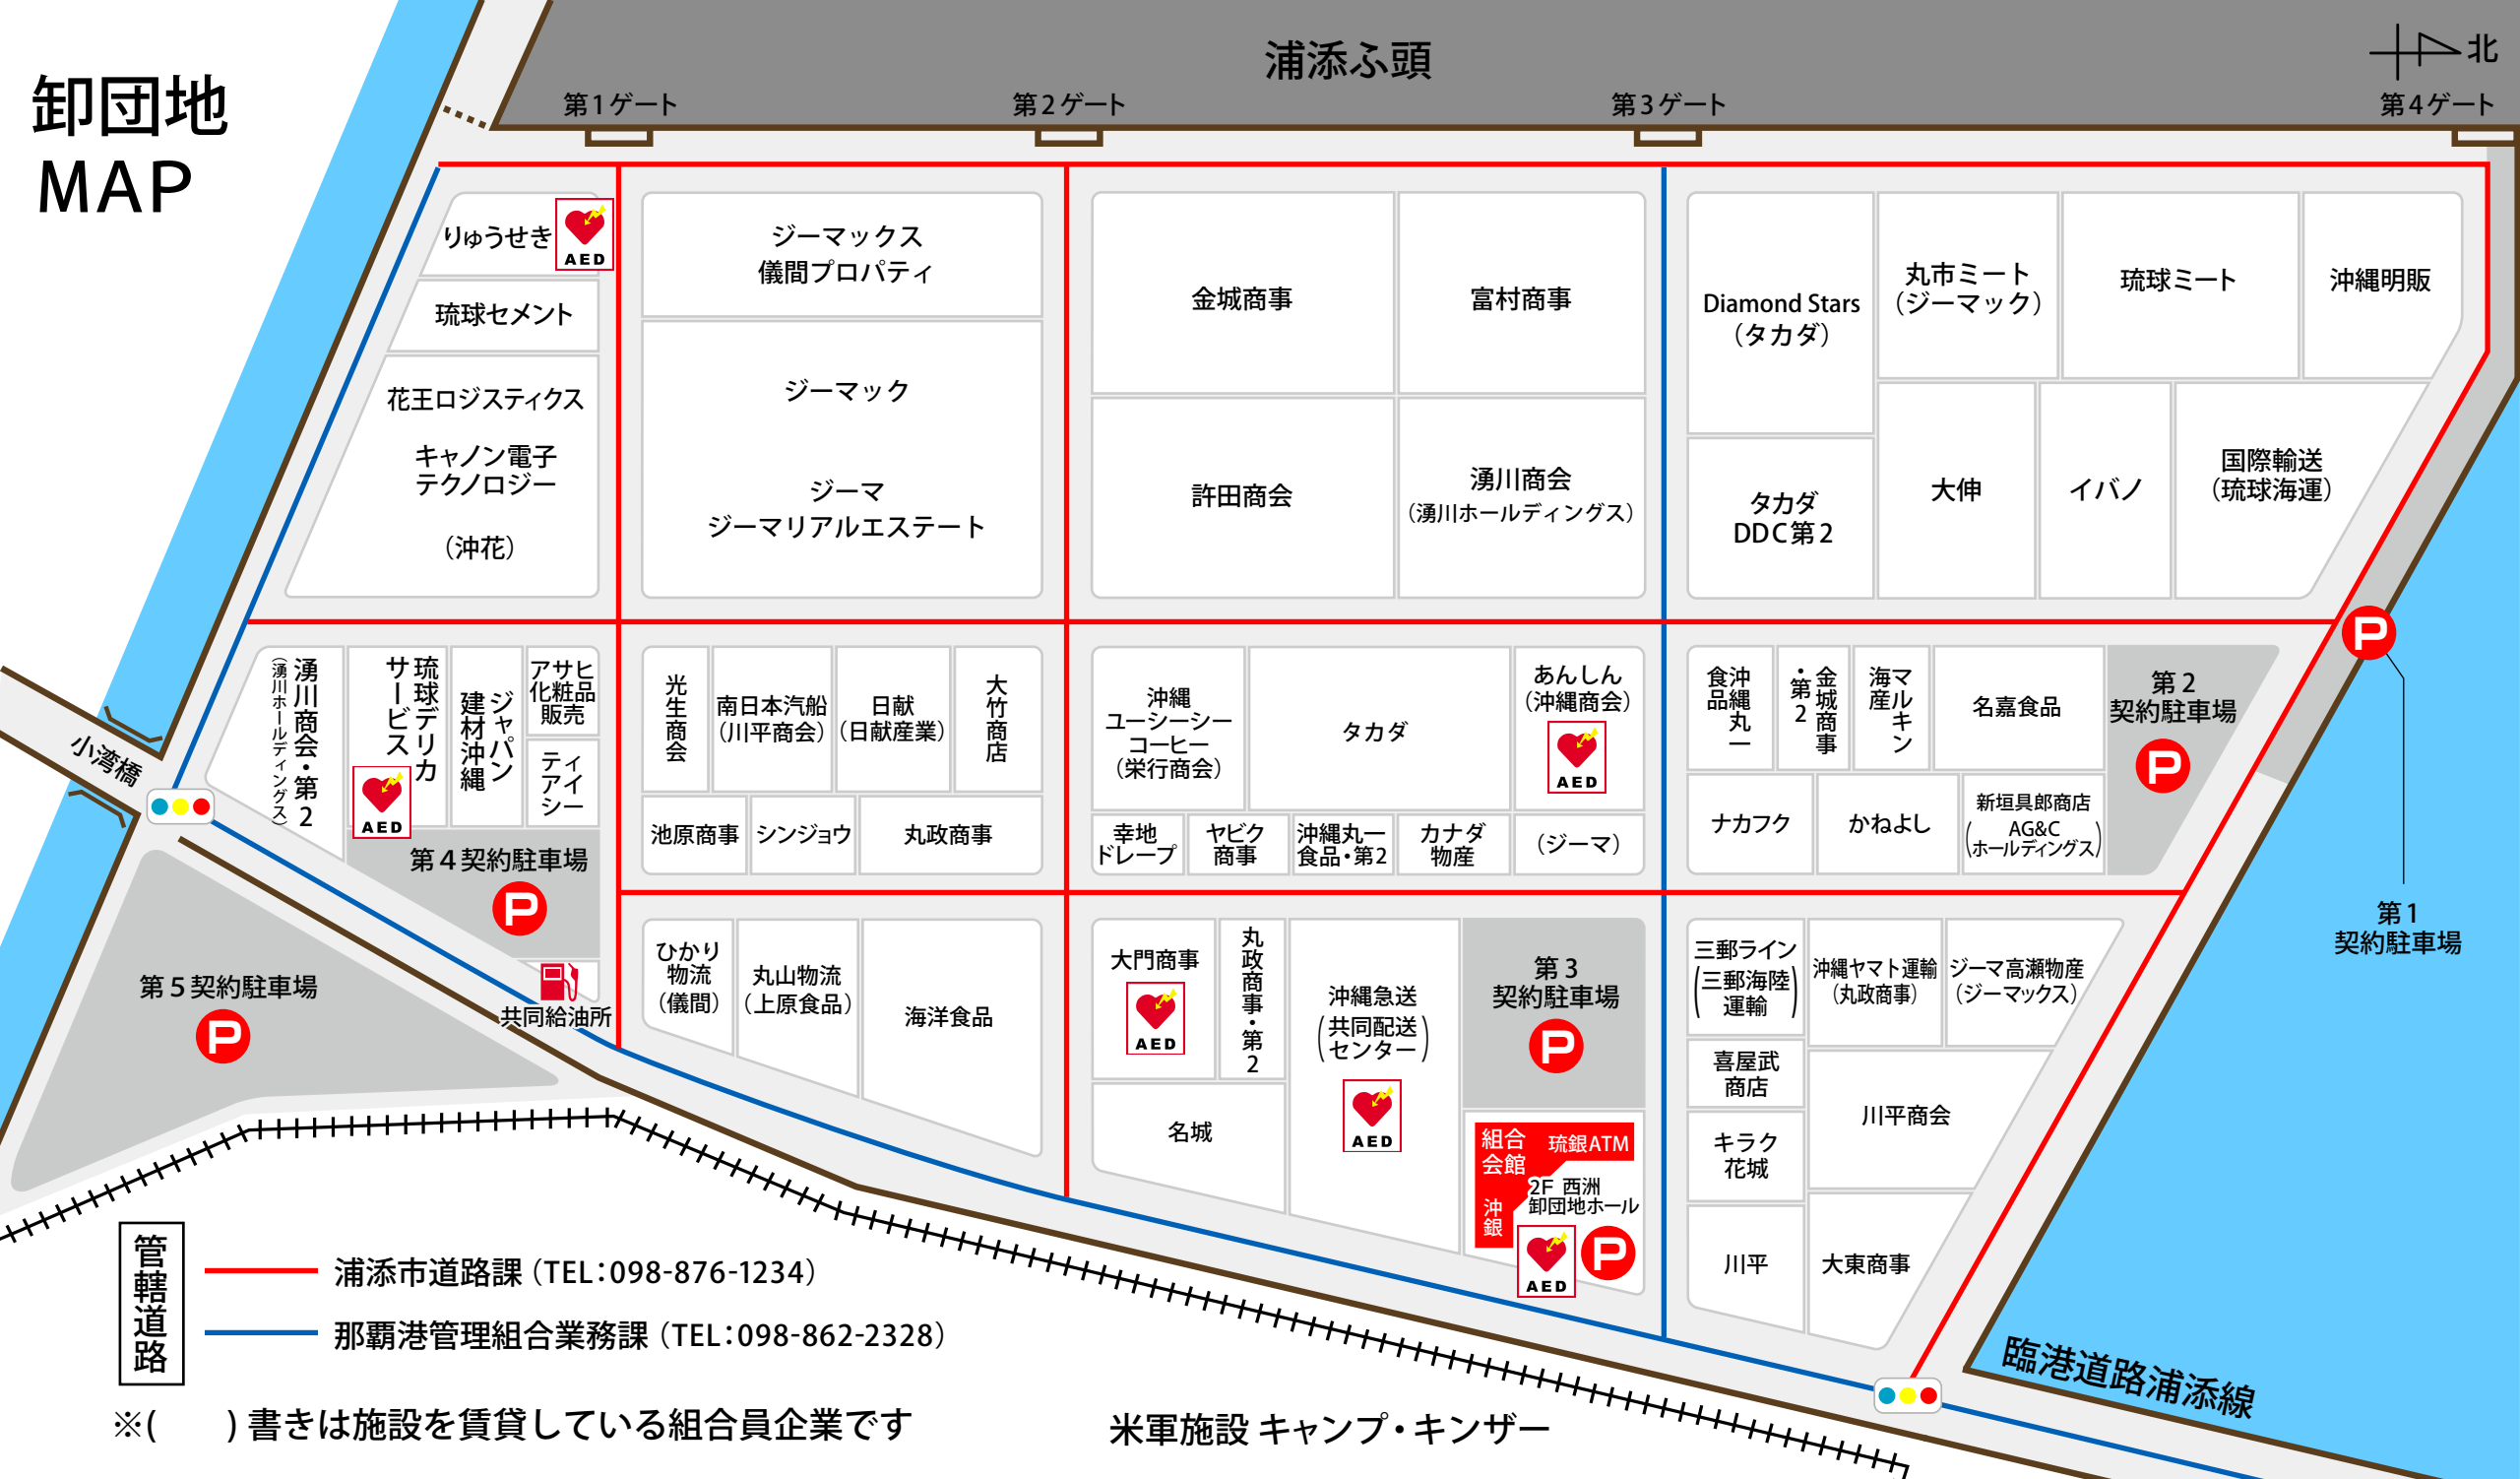 卸団地
MAP
浦添ふ頭
北
第1ゲート
第2ゲート
第3ゲート
第4ゲート
りゅうせき
AED
琉球セメント
花王ロジスティクス
キャノン電子
テクノロジー
（沖花）
ジーマックス
儀間プロパティ
ジーマック
ジーマ
ジーマリアルエステート
金城商事
富村商事
許田商会
湧川商会
（湧川ホールディングス）
Diamond Stars
（タカダ）
丸市ミート
（ジーマック）
琉球ミート
沖縄明販
タカダ
DDC第2
大伸
イバノ
国際輸送
（琉球海運）
小湾橋
湧川商会・第2
（湧川ホールディングス）
琉球デリカ
サービス
AED
ジャパン
建材沖縄
アサヒ
化粧品
販売
ティ
アイ
シー
第4契約駐車場
P
共同給油所
第5契約駐車場
P
光生商会
南日本汽船
（川平商会）
日献
（日献産業）
大竹商店
池原商事
シンジョウ
丸政商事
沖縄
ユーシーシー
コーヒー
（栄行商会）
タカダ
あんしん
（沖縄商会）
AED
幸地
ドレープ
ヤビク
商事
沖縄丸一
食品・第2
カナダ
物産
（ジーマ）
沖縄丸一
食品
金城商事
・第2
マルキン
海産
名嘉食品
第2
契約駐車場
P
ナカフク
かねよし
新垣具郎商店
（AG&C
ホールディングス）
P
第1
契約駐車場
ひかり
物流
（儀間）
丸山物流
（上原食品）
海洋食品
大門商事
AED
丸政商事・第2
名城
沖縄急送
（共同配送
センター）
AED
第3
契約駐車場
P
組合
会館
琉銀ATM
沖銀
2F 西洲
卸団地ホール
AED
P
三郵ライン
（三郵海陸
運輸）
沖縄ヤマト運輸
（丸政商事）
ジーマ高瀬物産
（ジーマックス）
喜屋武
商店
川平商会
キラク
花城
川平
大東商事
管轄道路
浦添市道路課（TEL：098-876-1234）
那覇港管理組合業務課（TEL：098-862-2328）
※(　　)書きは施設を賃貸している組合員企業です
米軍施設 キャンプ・キンザー
臨港道路浦添線